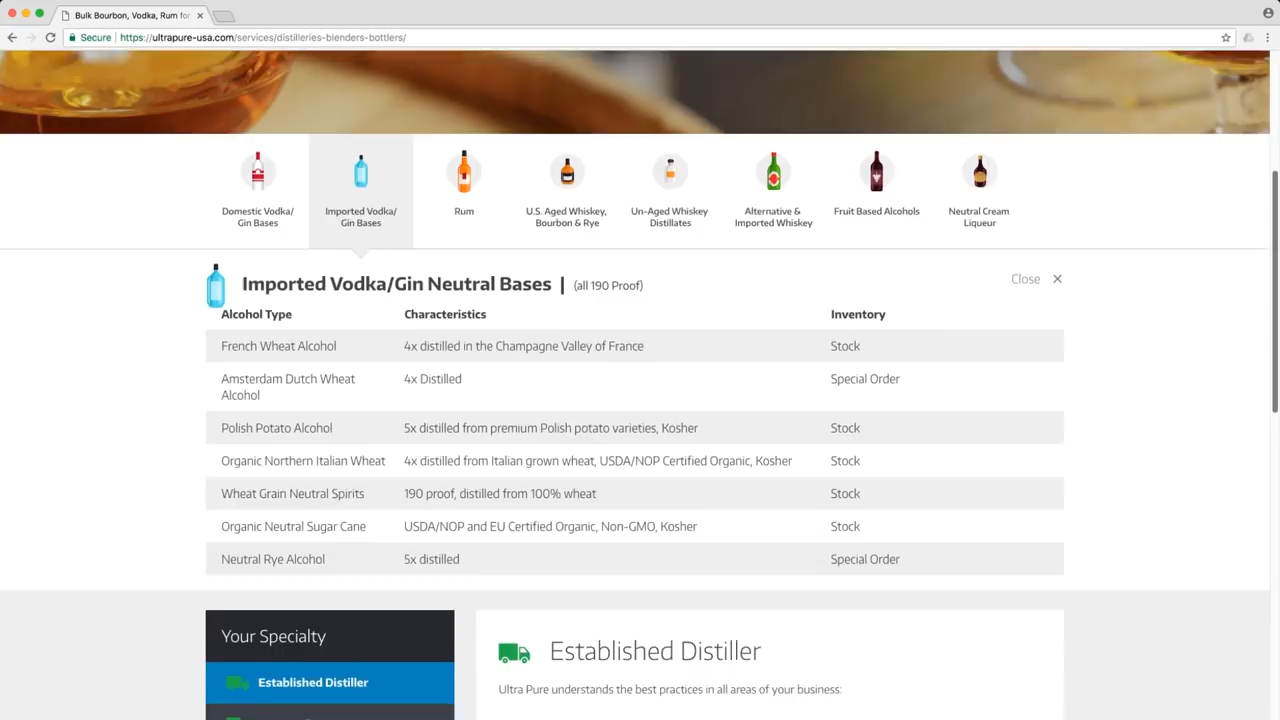 Bulk Bourbon, Vodka, Rum for
Secure https://ultrapure-usa.com/services/distilleries-blenders-bottlers/
Domestic Vodka/
Gin Bases
Imported Vodka/
Gin Bases
Rum
U.S. Aged Whiskey,
Bourbon & Rye
Un-Aged Whiskey
Distillates
Alternative &
Imported Whiskey
Fruit Based Alcohols
Neutral Cream
Liqueur
Imported Vodka/Gin Neutral Bases | (all 190 Proof)
Close ×
Alcohol Type Characteristics Inventory
French Wheat Alcohol 4x distilled in the Champagne Valley of France Stock
Amsterdam Dutch Wheat
Alcohol 4x Distilled Special Order
Polish Potato Alcohol 5x distilled from premium Polish potato varieties, Kosher Stock
Organic Northern Italian Wheat 4x distilled from Italian grown wheat, USDA/NOP Certified Organic, Kosher Stock
Wheat Grain Neutral Spirits 190 proof, distilled from 100% wheat Stock
Organic Neutral Sugar Cane USDA/NOP and EU Certified Organic, Non-GMO, Kosher Stock
Neutral Rye Alcohol 5x distilled Special Order
Your Specialty
Established Distiller
Established Distiller
Ultra Pure understands the best practices in all areas of your business: